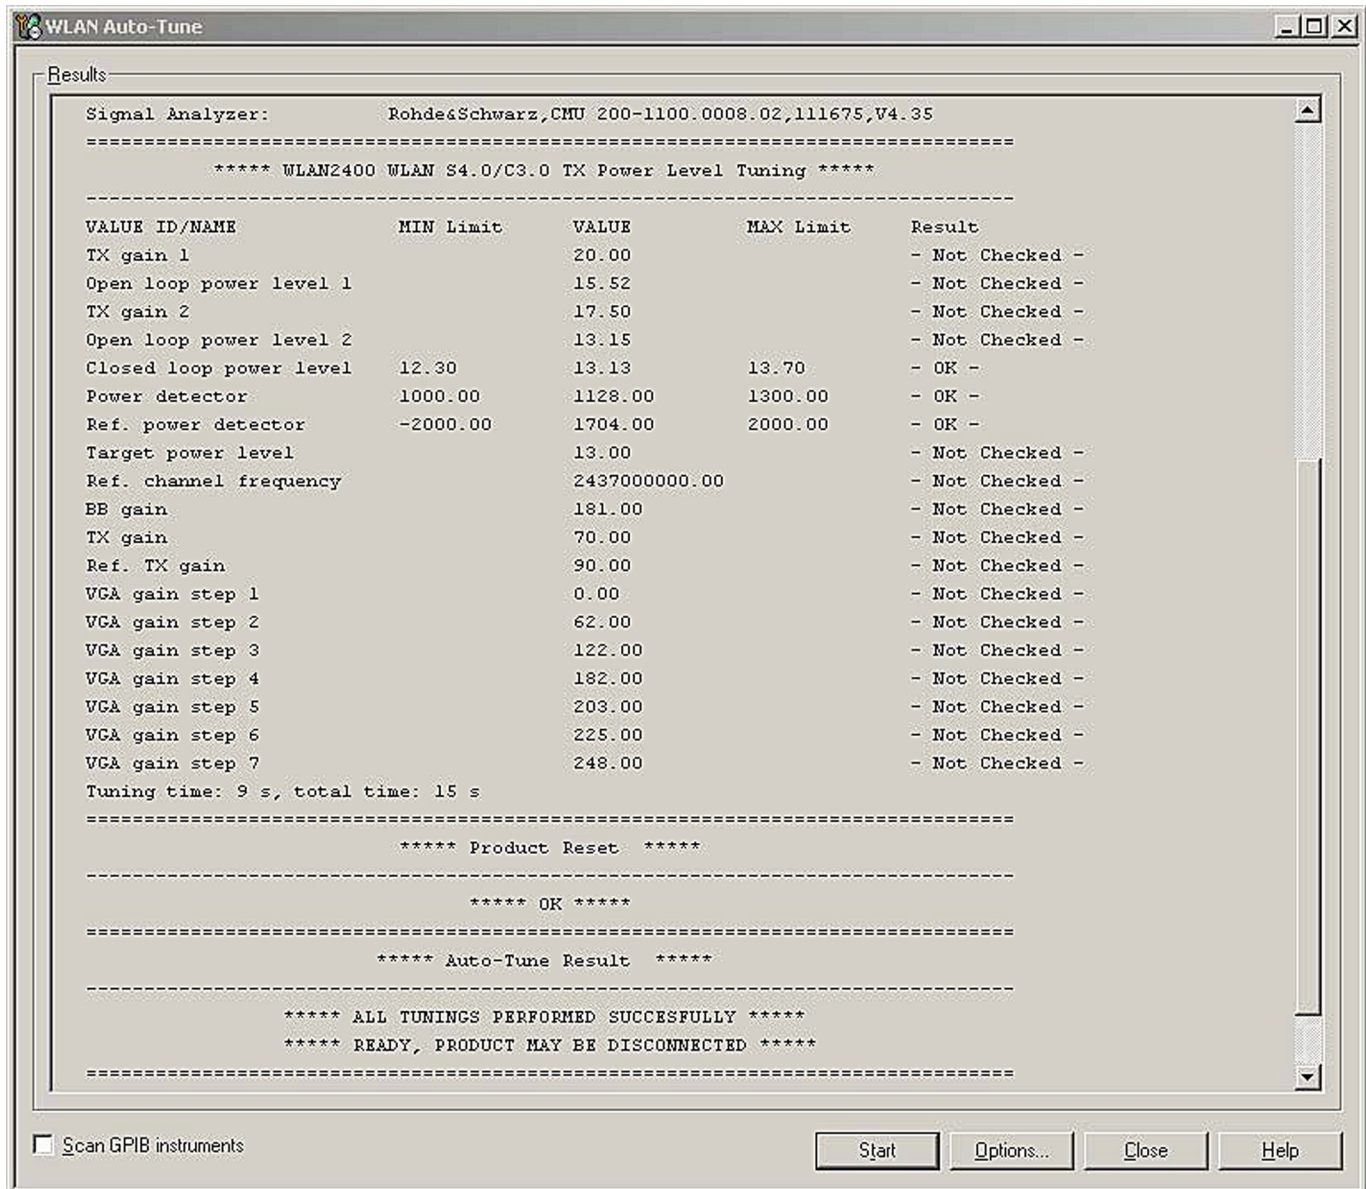 WLAN Auto-Tune
Results
Signal Analyzer: Rohde&Schwarz,CMU 200-1100.0008.02,111675,V4.35
================================================================================
***** WLAN2400 WLAN S4.0/C3.0 TX Power Level Tuning *****
--------------------------------------------------------------------------------
VALUE ID/NAME MIN Limit VALUE MAX Limit Result
TX gain 1 20.00 - Not Checked -
Open loop power level 1 15.52 - Not Checked -
TX gain 2 17.50 - Not Checked -
Open loop power level 2 13.15 - Not Checked -
Closed loop power level 12.30 13.13 13.70 - OK -
Power detector 1000.00 1128.00 1300.00 - OK -
Ref. power detector -2000.00 1704.00 2000.00 - OK -
Target power level 13.00 - Not Checked -
Ref. channel frequency 2437000000.00 - Not Checked -
BB gain 181.00 - Not Checked -
TX gain 70.00 - Not Checked -
Ref. TX gain 90.00 - Not Checked -
VGA gain step 1 0.00 - Not Checked -
VGA gain step 2 62.00 - Not Checked -
VGA gain step 3 122.00 - Not Checked -
VGA gain step 4 182.00 - Not Checked -
VGA gain step 5 203.00 - Not Checked -
VGA gain step 6 225.00 - Not Checked -
VGA gain step 7 248.00 - Not Checked -
Tuning time: 9 s, total time: 15 s
================================================================================
***** Product Reset *****
--------------------------------------------------------------------------------
***** OK *****
================================================================================
***** Auto-Tune Result *****
--------------------------------------------------------------------------------
***** ALL TUNINGS PERFORMED SUCCESFULLY *****
***** READY, PRODUCT MAY BE DISCONNECTED *****
================================================================================
Scan GPIB instruments Start Options... Close Help